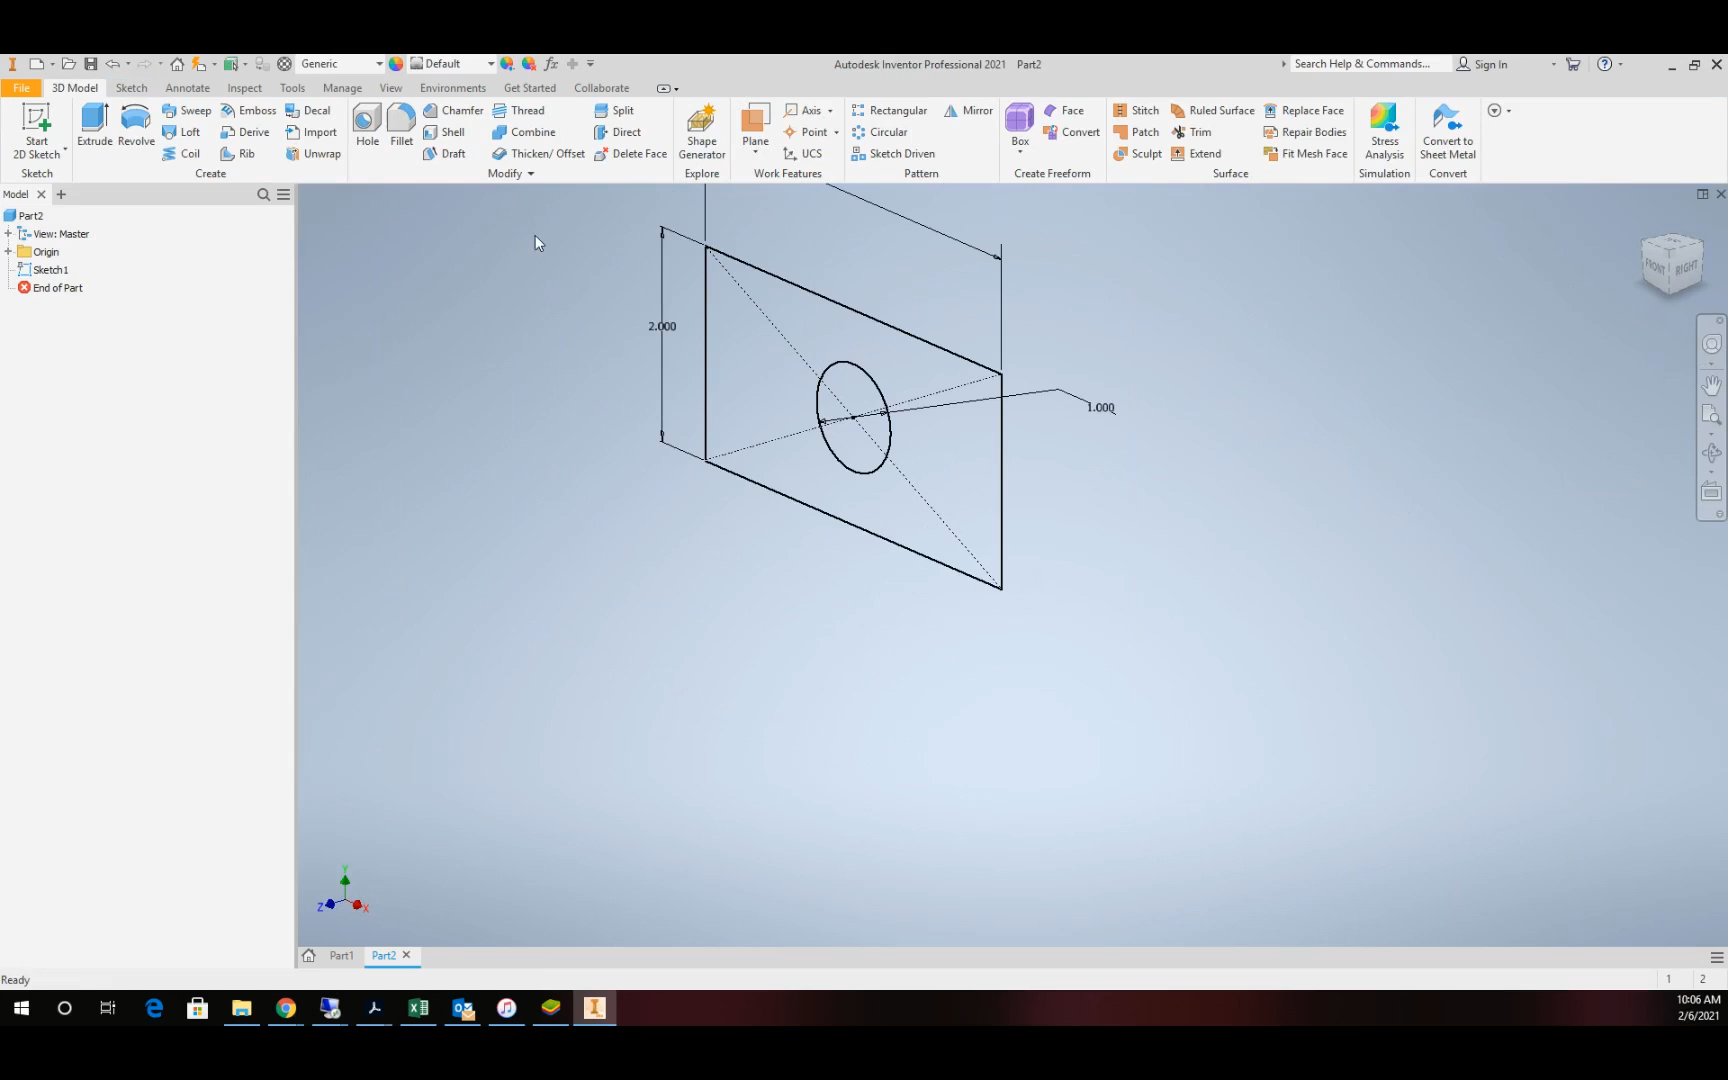 Generic
Default
Autodesk Inventor Professional 2021 Part2
Search Help & Commands...
Sign In
File 3D Model Sketch Annotate Inspect Tools Manage View Environments Get Started Collaborate
Start
2D Sketch
Sketch
Extrude
Revolve
Sweep
Loft
Coil
Emboss
Derive
Rib
Decal
Import
Unwrap
Create
Hole
Fillet
Chamfer
Shell
Draft
Thread
Combine
Thicken/ Offset
Split
Direct
Delete Face
Modify
Shape
Generator
Explore
Plane
Axis
Point
UCS
Work Features
Rectangular
Circular
Sketch Driven
Mirror
Pattern
Box
Face
Convert
Create Freeform
Stitch
Patch
Sculpt
Ruled Surface
Trim
Extend
Replace Face
Repair Bodies
Fit Mesh Face
Surface
Stress
Analysis
Simulation
Convert to
Sheet Metal
Convert
Model
Part2
View: Master
Origin
Sketch1
End of Part
2.000
1.000
FRONT
RIGHT
Y
Z
X
Part1
Part2
Ready
1
2
10:06 AM
2/6/2021